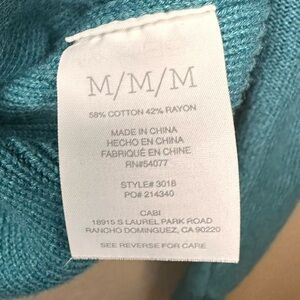 M/M/M
58% COTTON 42% RAYON
MADE IN CHINA
HECHO EN CHINA
FABRIQUÉ EN CHINE
RN#54077
STYLE# 3018
PO# 214340
CABI
18915 S LAUREL PARK ROAD
RANCHO DOMINGUEZ, CA 90220
SEE REVERSE FOR CARE